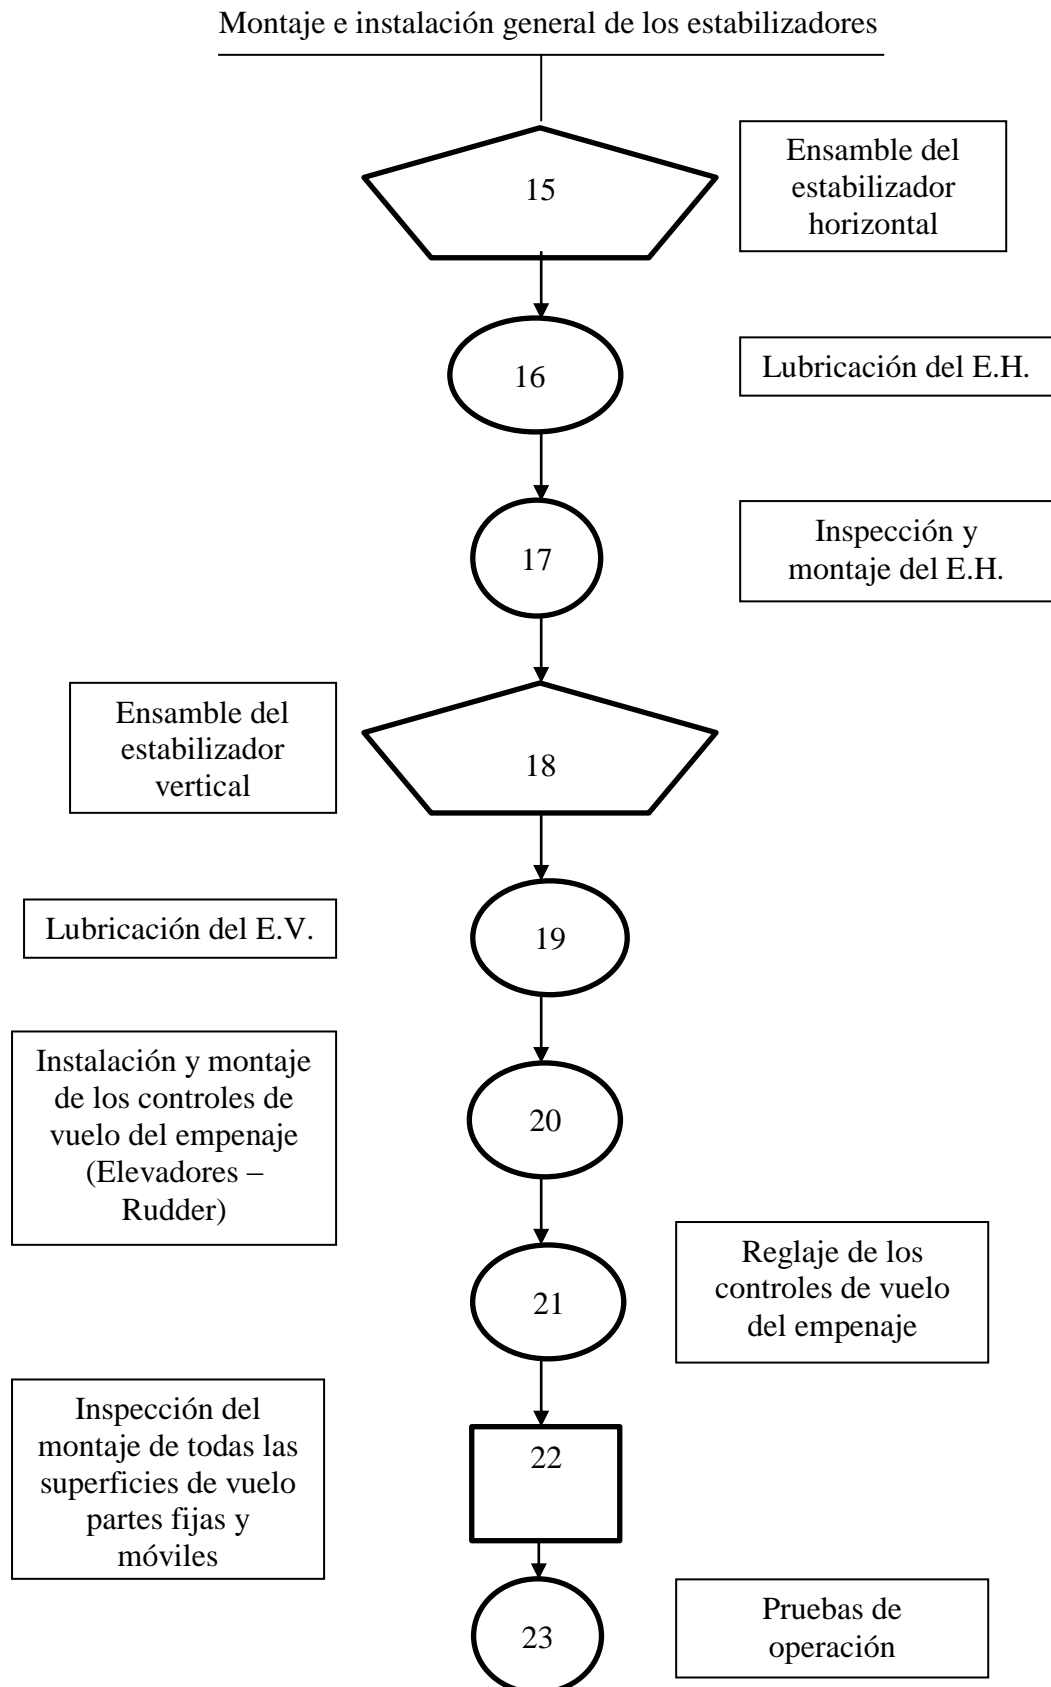 Montaje e instalación general de los estabilizadores
15
Ensamble del
estabilizador
horizontal
16
Lubricación del E.H.
17
Inspección y
montaje del E.H.
Ensamble del
estabilizador
vertical
18
Lubricación del E.V.
19
Instalación y montaje
de los controles de
vuelo del empenaje
(Elevadores –
Rudder)
20
21
Reglaje de los
controles de vuelo
del empenaje
Inspección del
montaje de todas las
superficies de vuelo
partes fijas y
móviles
22
23
Pruebas de
operación